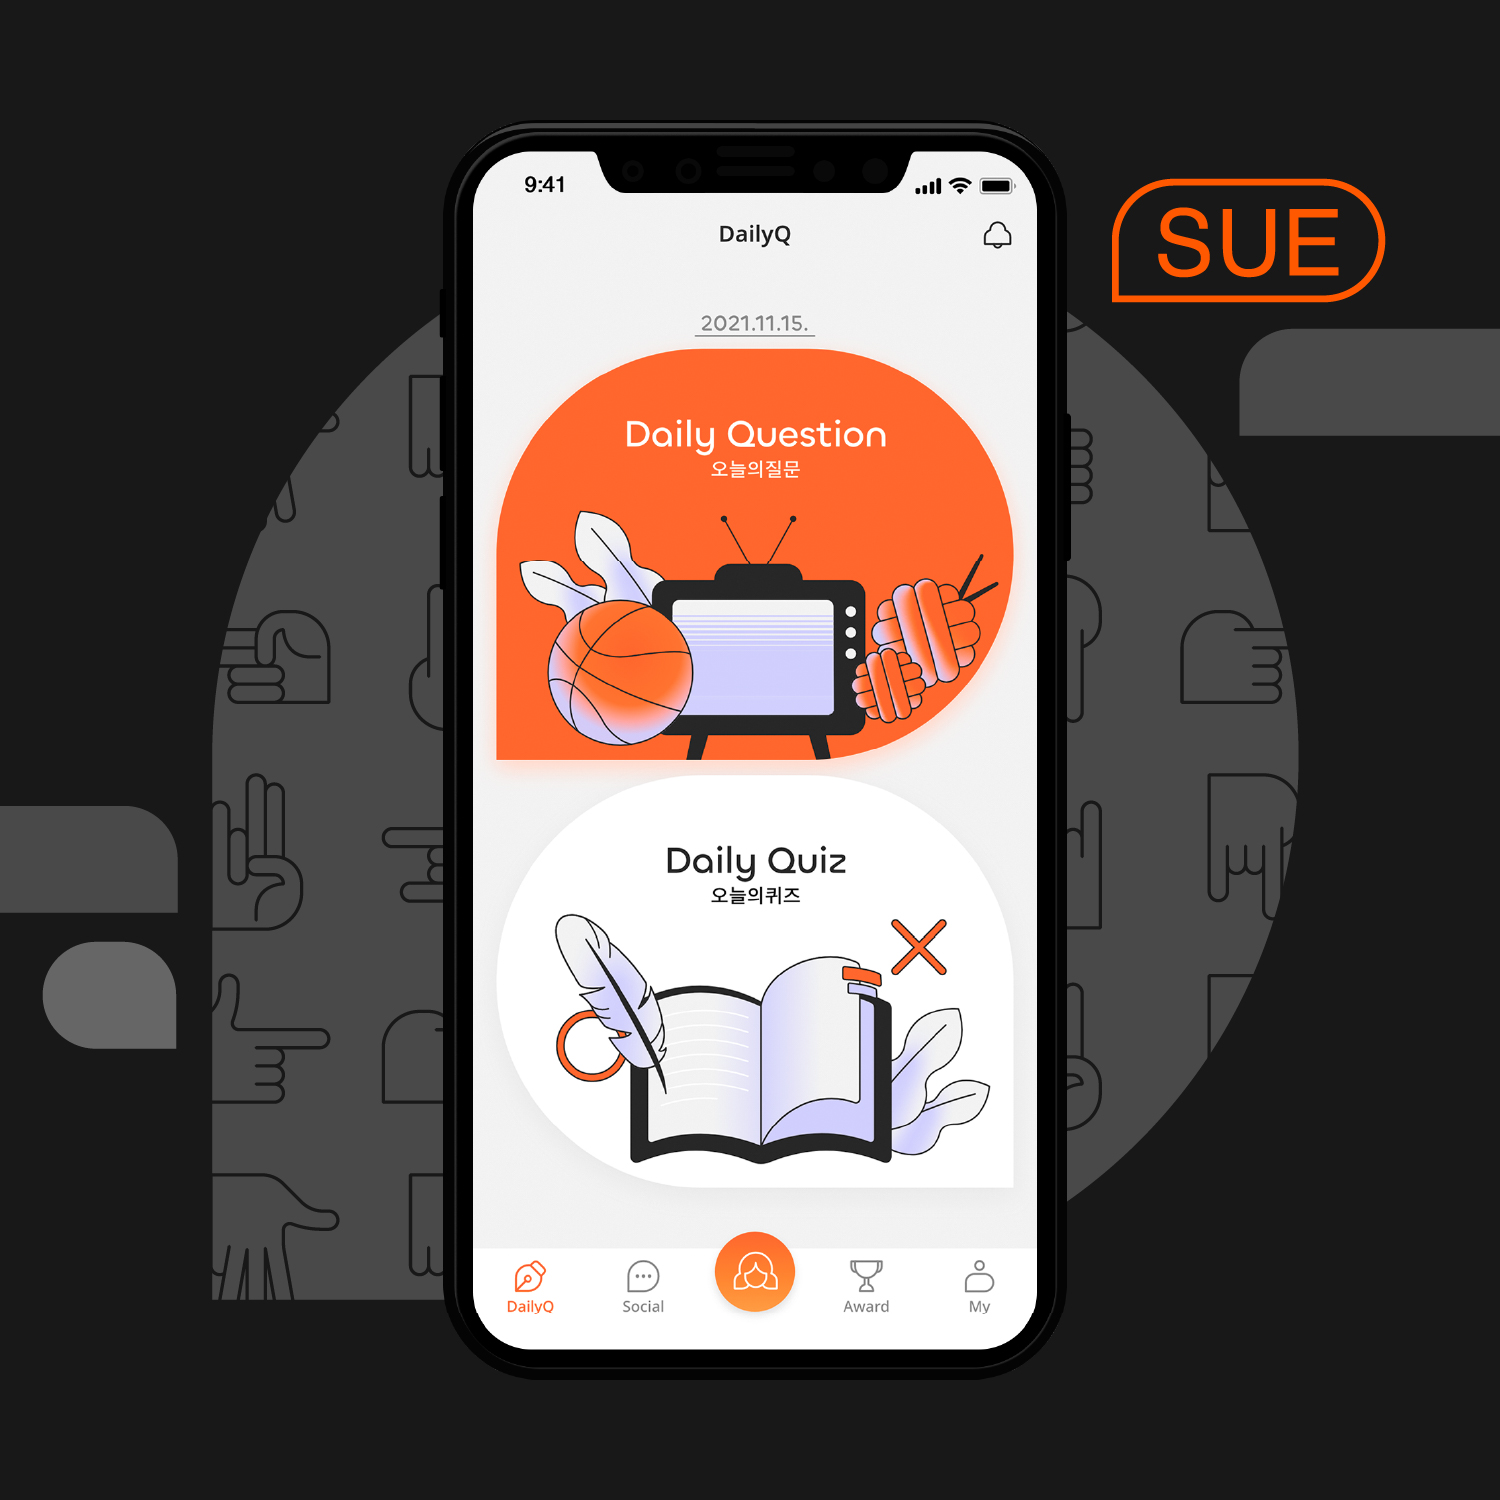 9:41
DailyQ
SUE
2021.11.15.
Daily Question
오늘의질문
Daily Quiz
오늘의퀴즈
DailyQ
Social
Award
My